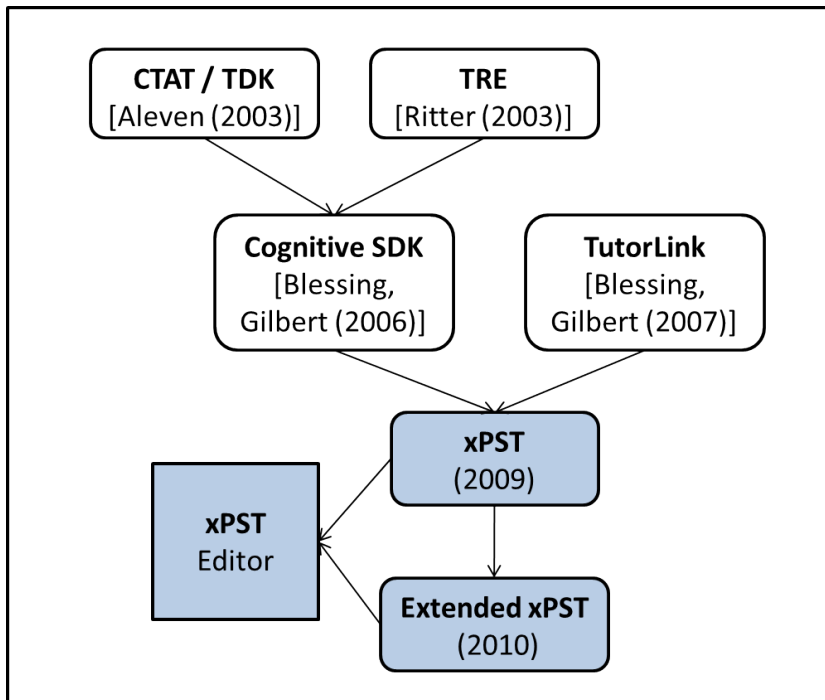 CTAT / TDK
[Aleven (2003)]
TRE
[Ritter (2003)]
Cognitive SDK
[Blessing,
Gilbert (2006)]
TutorLink
[Blessing,
Gilbert (2007)]
xPST
(2009)
xPST
Editor
Extended xPST
(2010)